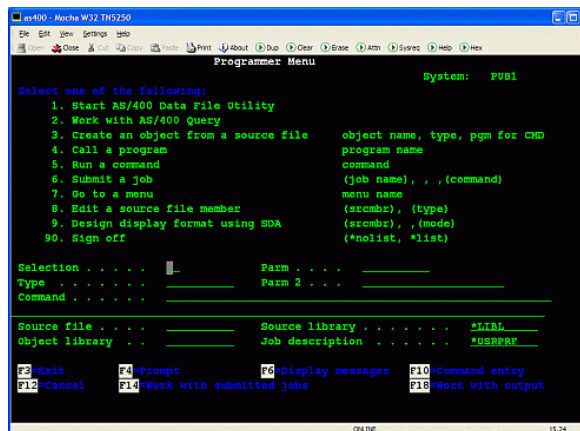 as400 - Mocha W32 TN5250
File Edit View Settings Help
Open Close Cut Copy Paste Print About Dup Clear Erase Attn Sysreq Help Hex
Programmer Menu
System: PUB1
Select one of the following:
1. Start AS/400 Data File Utility
2. Work with AS/400 Query
3. Create an object from a source file object name, type, pgm for CMD
4. Call a program program name
5. Run a command command
6. Submit a job (job name), , ,(command)
7. Go to a menu menu name
8. Edit a source file member (srcmbr), (type)
9. Design display format using SDA (srcmbr), ,(mode)
90. Sign off (*nolist, *list)
Selection . . . . . Parm . . . .
Type . . . . . . . Parm 2 . . .
Command . . . . .
Source file . . . . Source library . . . . . . . *LIBL
Object library . . Job description . . . . . . *USRPRF
F3=Exit F4=Prompt F6=Display messages F10=Command entry
F12=Cancel F14=Work with submitted jobs F18=Work with output
ONLINE 15,24